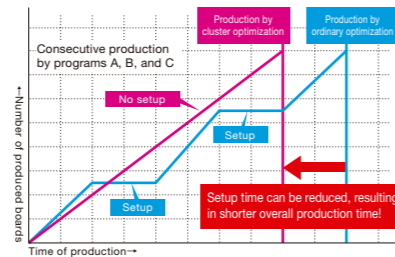 Production by
cluster optimization
Production by
ordinary optimization
Consecutive production
by programs A, B, and C
No setup
Setup
Setup
Setup time can be reduced, resulting
in shorter overall production time!
←Number of produced boards
Time of production→